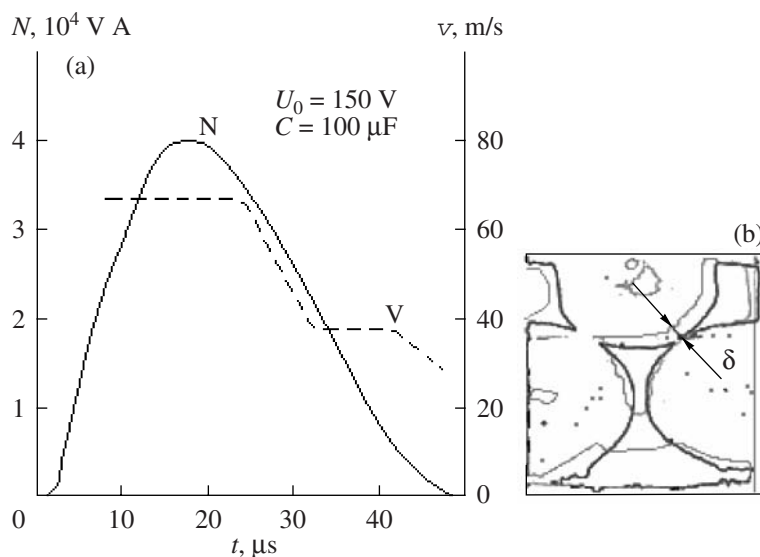 N, 10⁴ V A
v, m/s
(a)
U₀ = 150 V
C = 100 μF
N
4
3
2
1
0
80
60
40
20
0
V
10
20
30
40
t, μs
(b)
δ